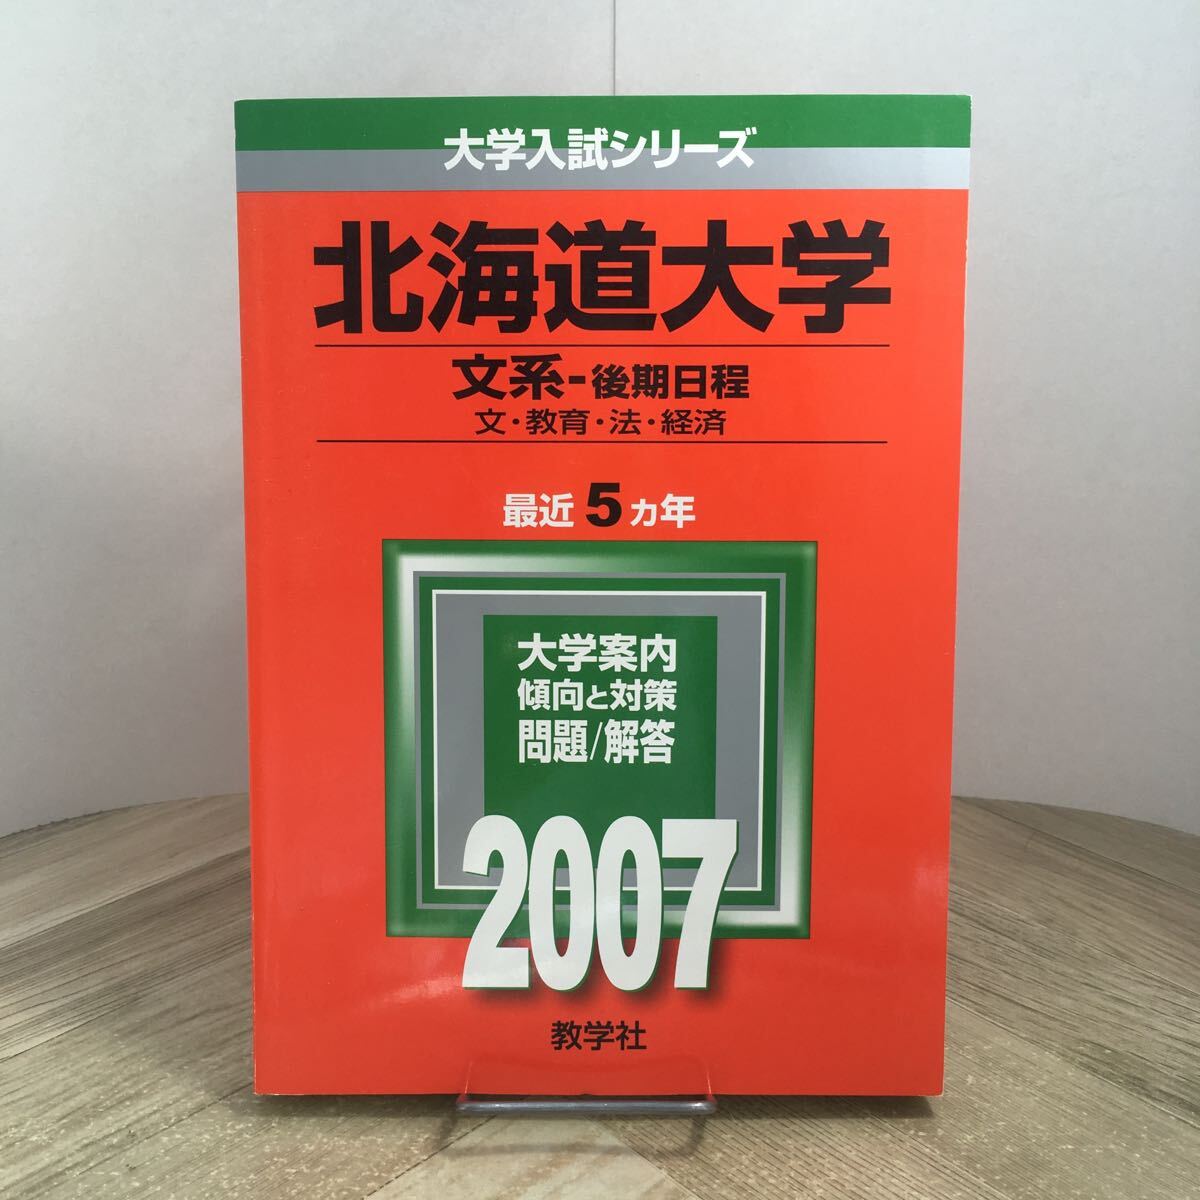 大学入試シリーズ
北海道大学
文系-後期日程
文・教育・法・経済
最近5ヵ年
大学案内
傾向と対策
問題/解答
2007
教学社